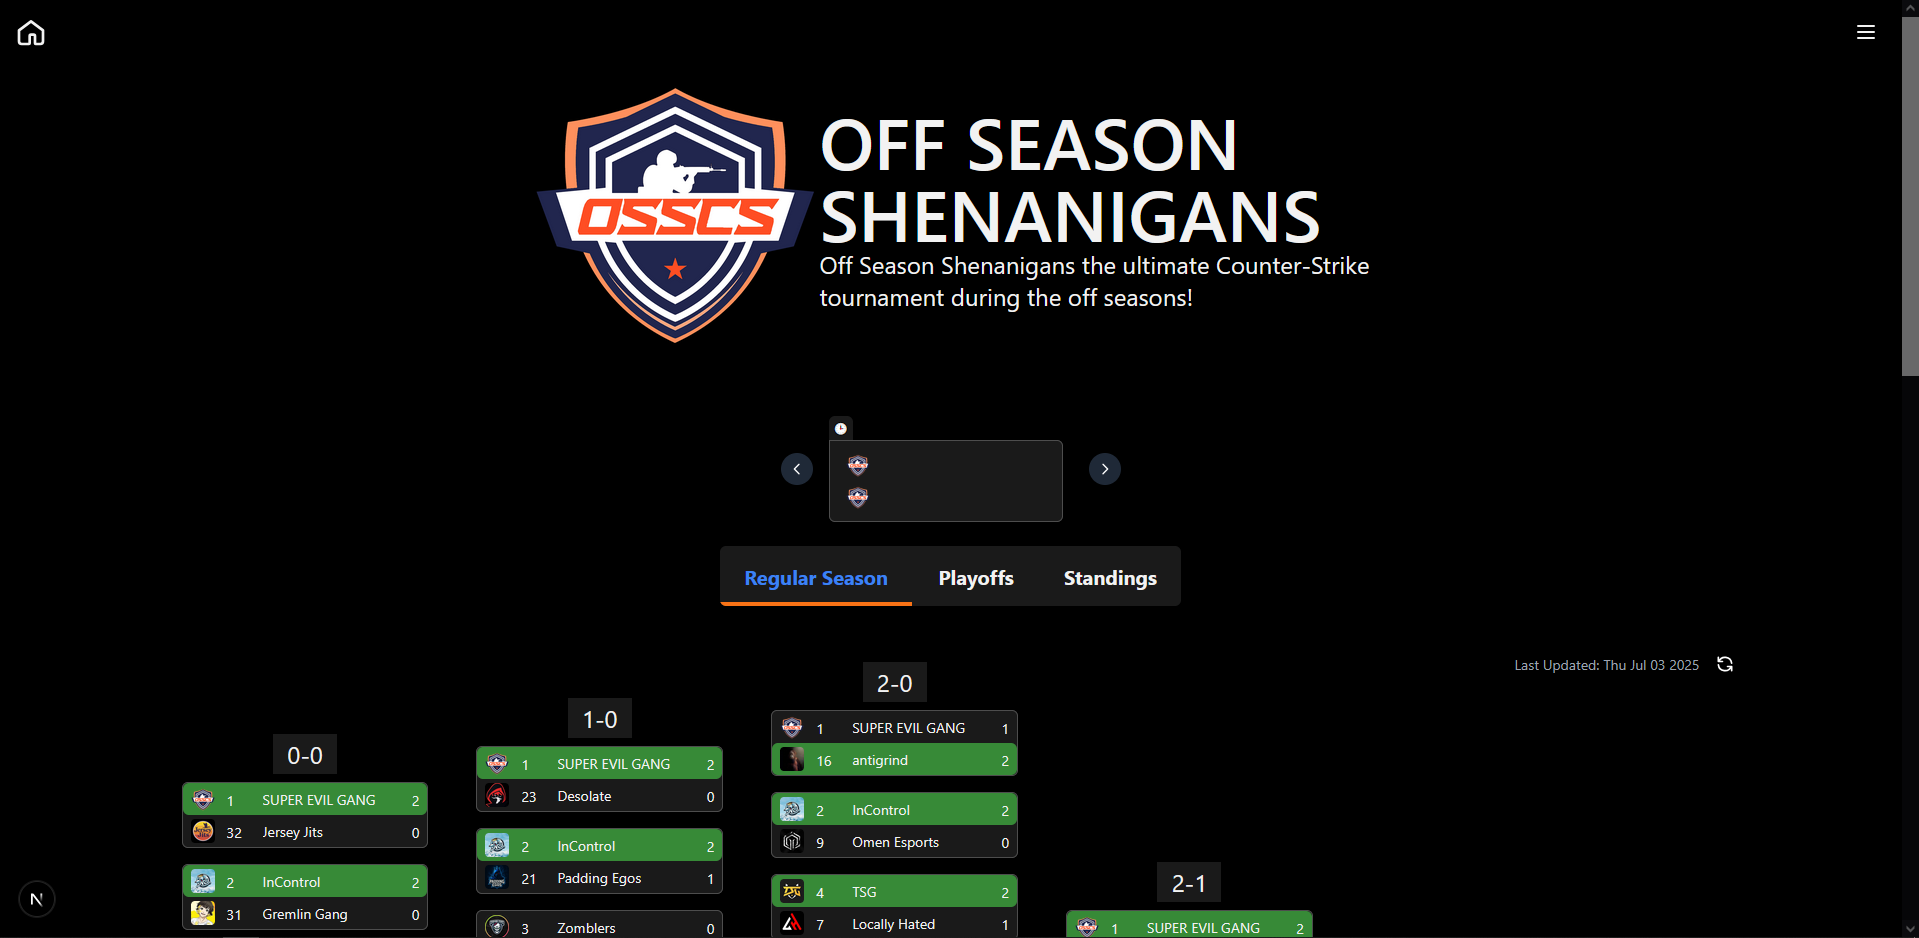 OSSCS
OFF SEASON
SHENANIGANS
Off Season Shenanigans the ultimate Counter-Strike
tournament during the off seasons!
Regular Season Playoffs Standings
Last Updated: Thu Jul 03 2025
0-0
1 SUPER EVIL GANG 2
32 Jersey Jits 0
2 InControl 2
31 Gremlin Gang 0
1-0
1 SUPER EVIL GANG 2
23 Desolate 0
2 InControl 2
21 Padding Egos 1
3 Zomblers 0
2-0
1 SUPER EVIL GANG 1
16 antigrind 2
2 InControl 2
9 Omen Esports 0
4 TSG 2
7 Locally Hated 1
2-1
1 SUPER EVIL GANG 2
N